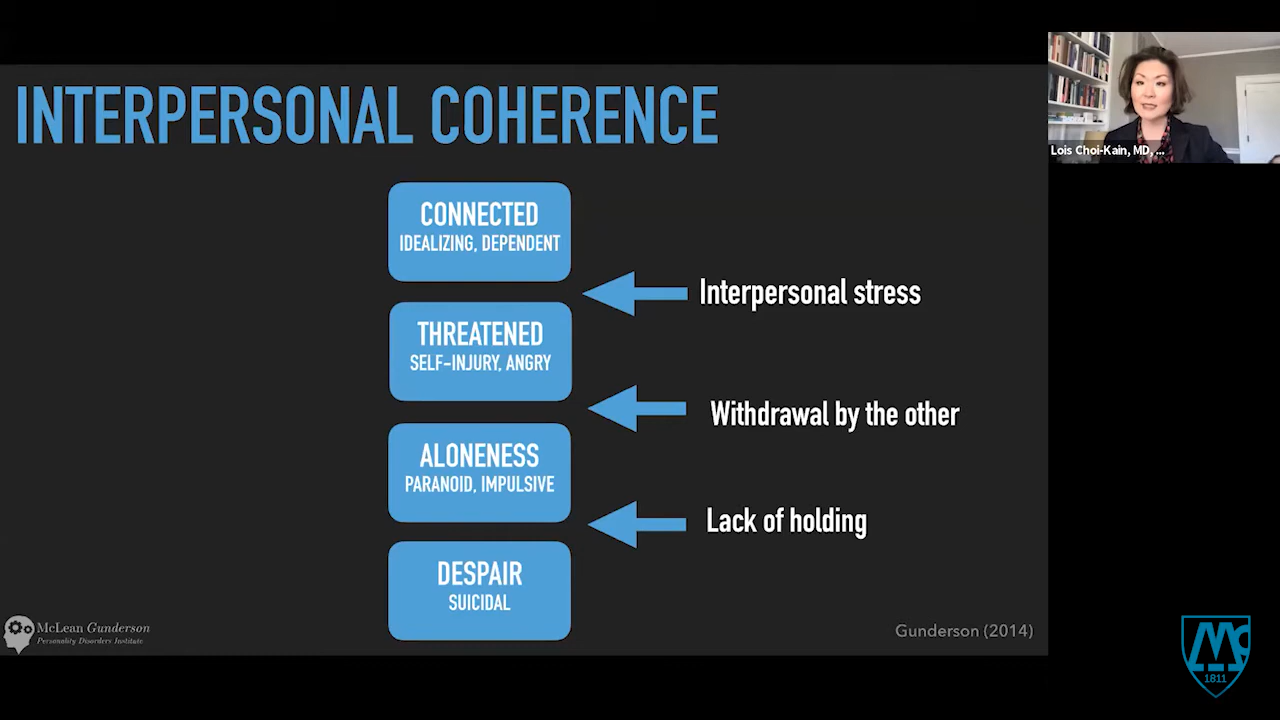 INTERPERSONAL COHERENCE
Lois Choi-Kain, MD, ...
CONNECTED
IDEALIZING, DEPENDENT
Interpersonal stress
THREATENED
SELF-INJURY, ANGRY
Withdrawal by the other
ALONENESS
PARANOID, IMPULSIVE
Lack of holding
DESPAIR
SUICIDAL
McLean Gunderson
Personality Disorders Institute
Gunderson (2014)
Mc
1811